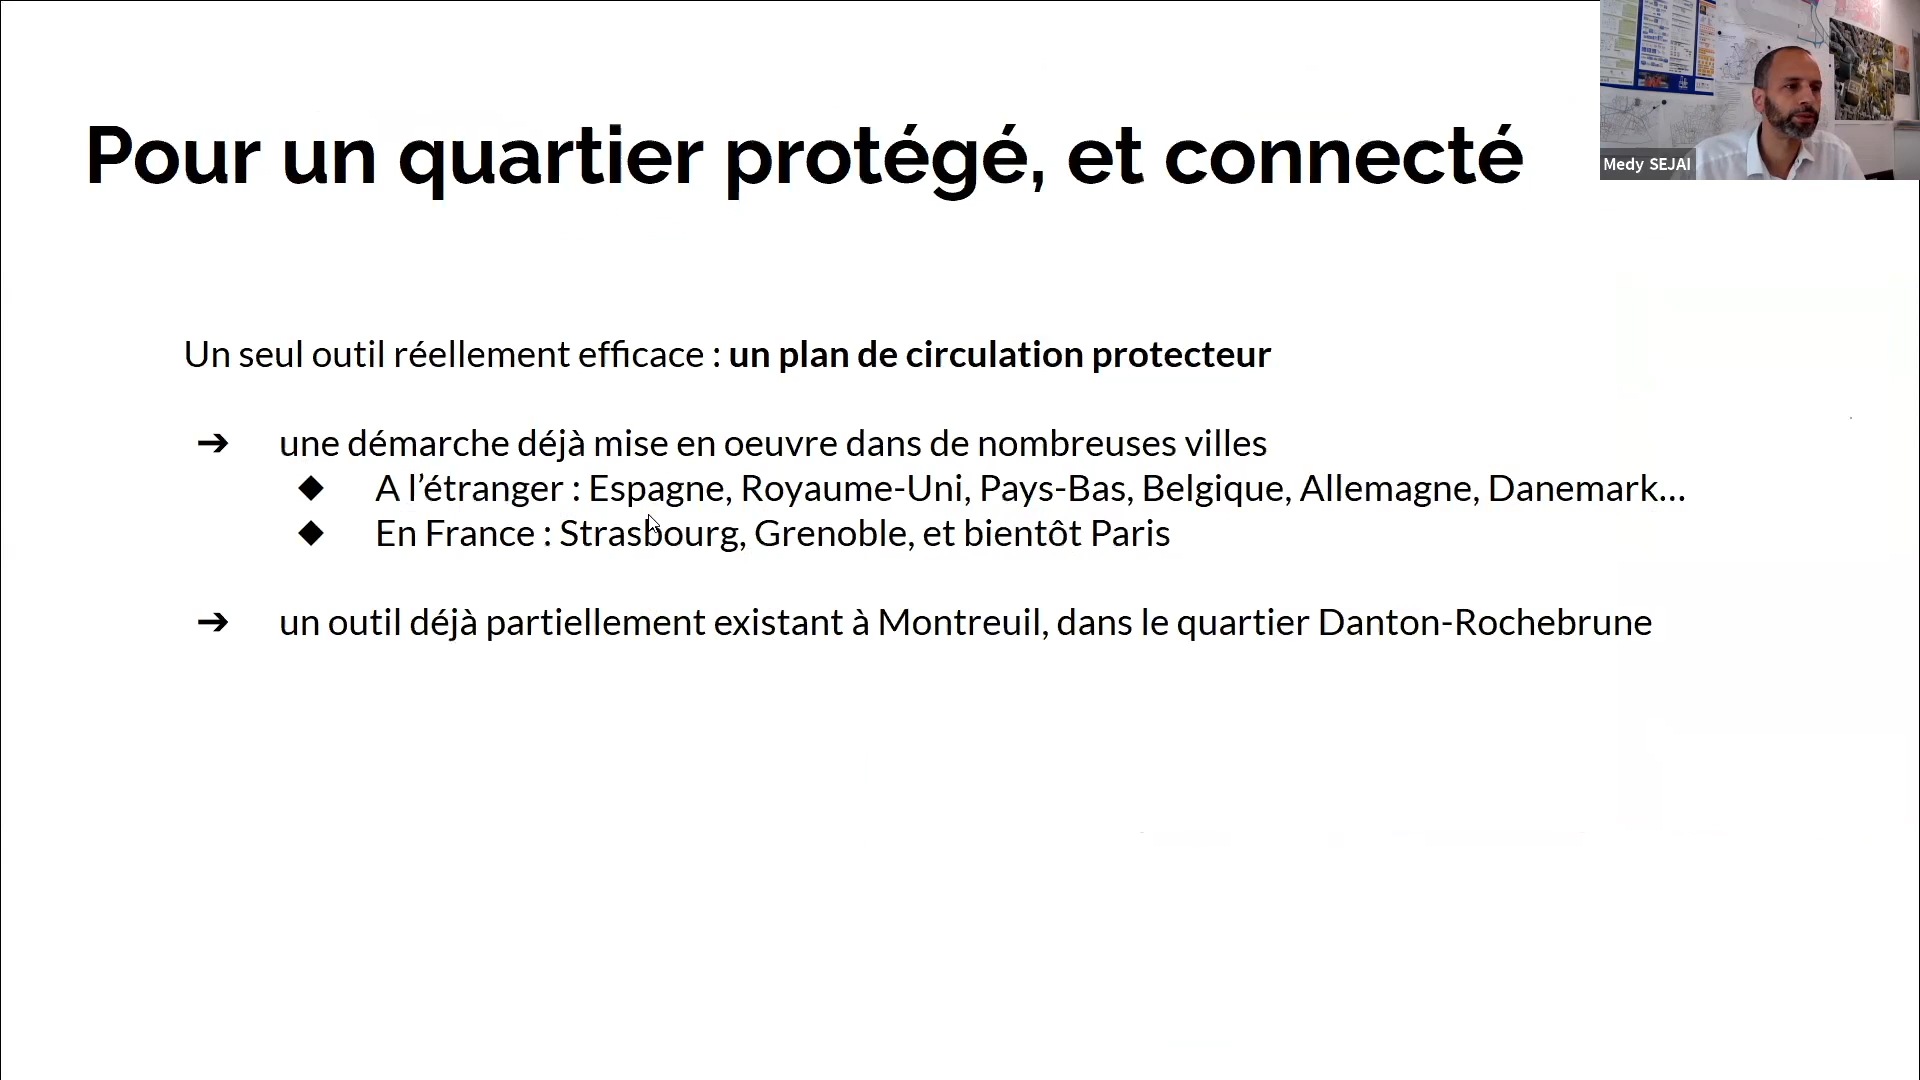 Pour un quartier protégé, et connecté
Medy SEJAI
Un seul outil réellement efficace : un plan de circulation protecteur
➔ une démarche déjà mise en oeuvre dans de nombreuses villes
◆ A l’étranger : Espagne, Royaume-Uni, Pays-Bas, Belgique, Allemagne, Danemark…
◆ En France : Strasbourg, Grenoble, et bientôt Paris
➔ un outil déjà partiellement existant à Montreuil, dans le quartier Danton-Rochebrune